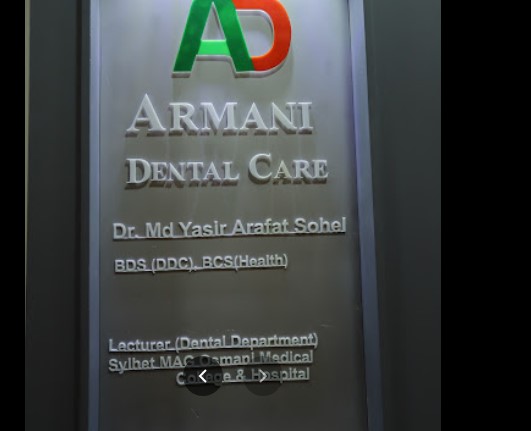 AD
ARMANI
DENTAL CARE
Dr. Md Yasir Arafat Sohel
BDS (DDC), BCS(Health)
Lecturer (Dental Department)
Sylhet MAG Osmani Medical
College & Hospital